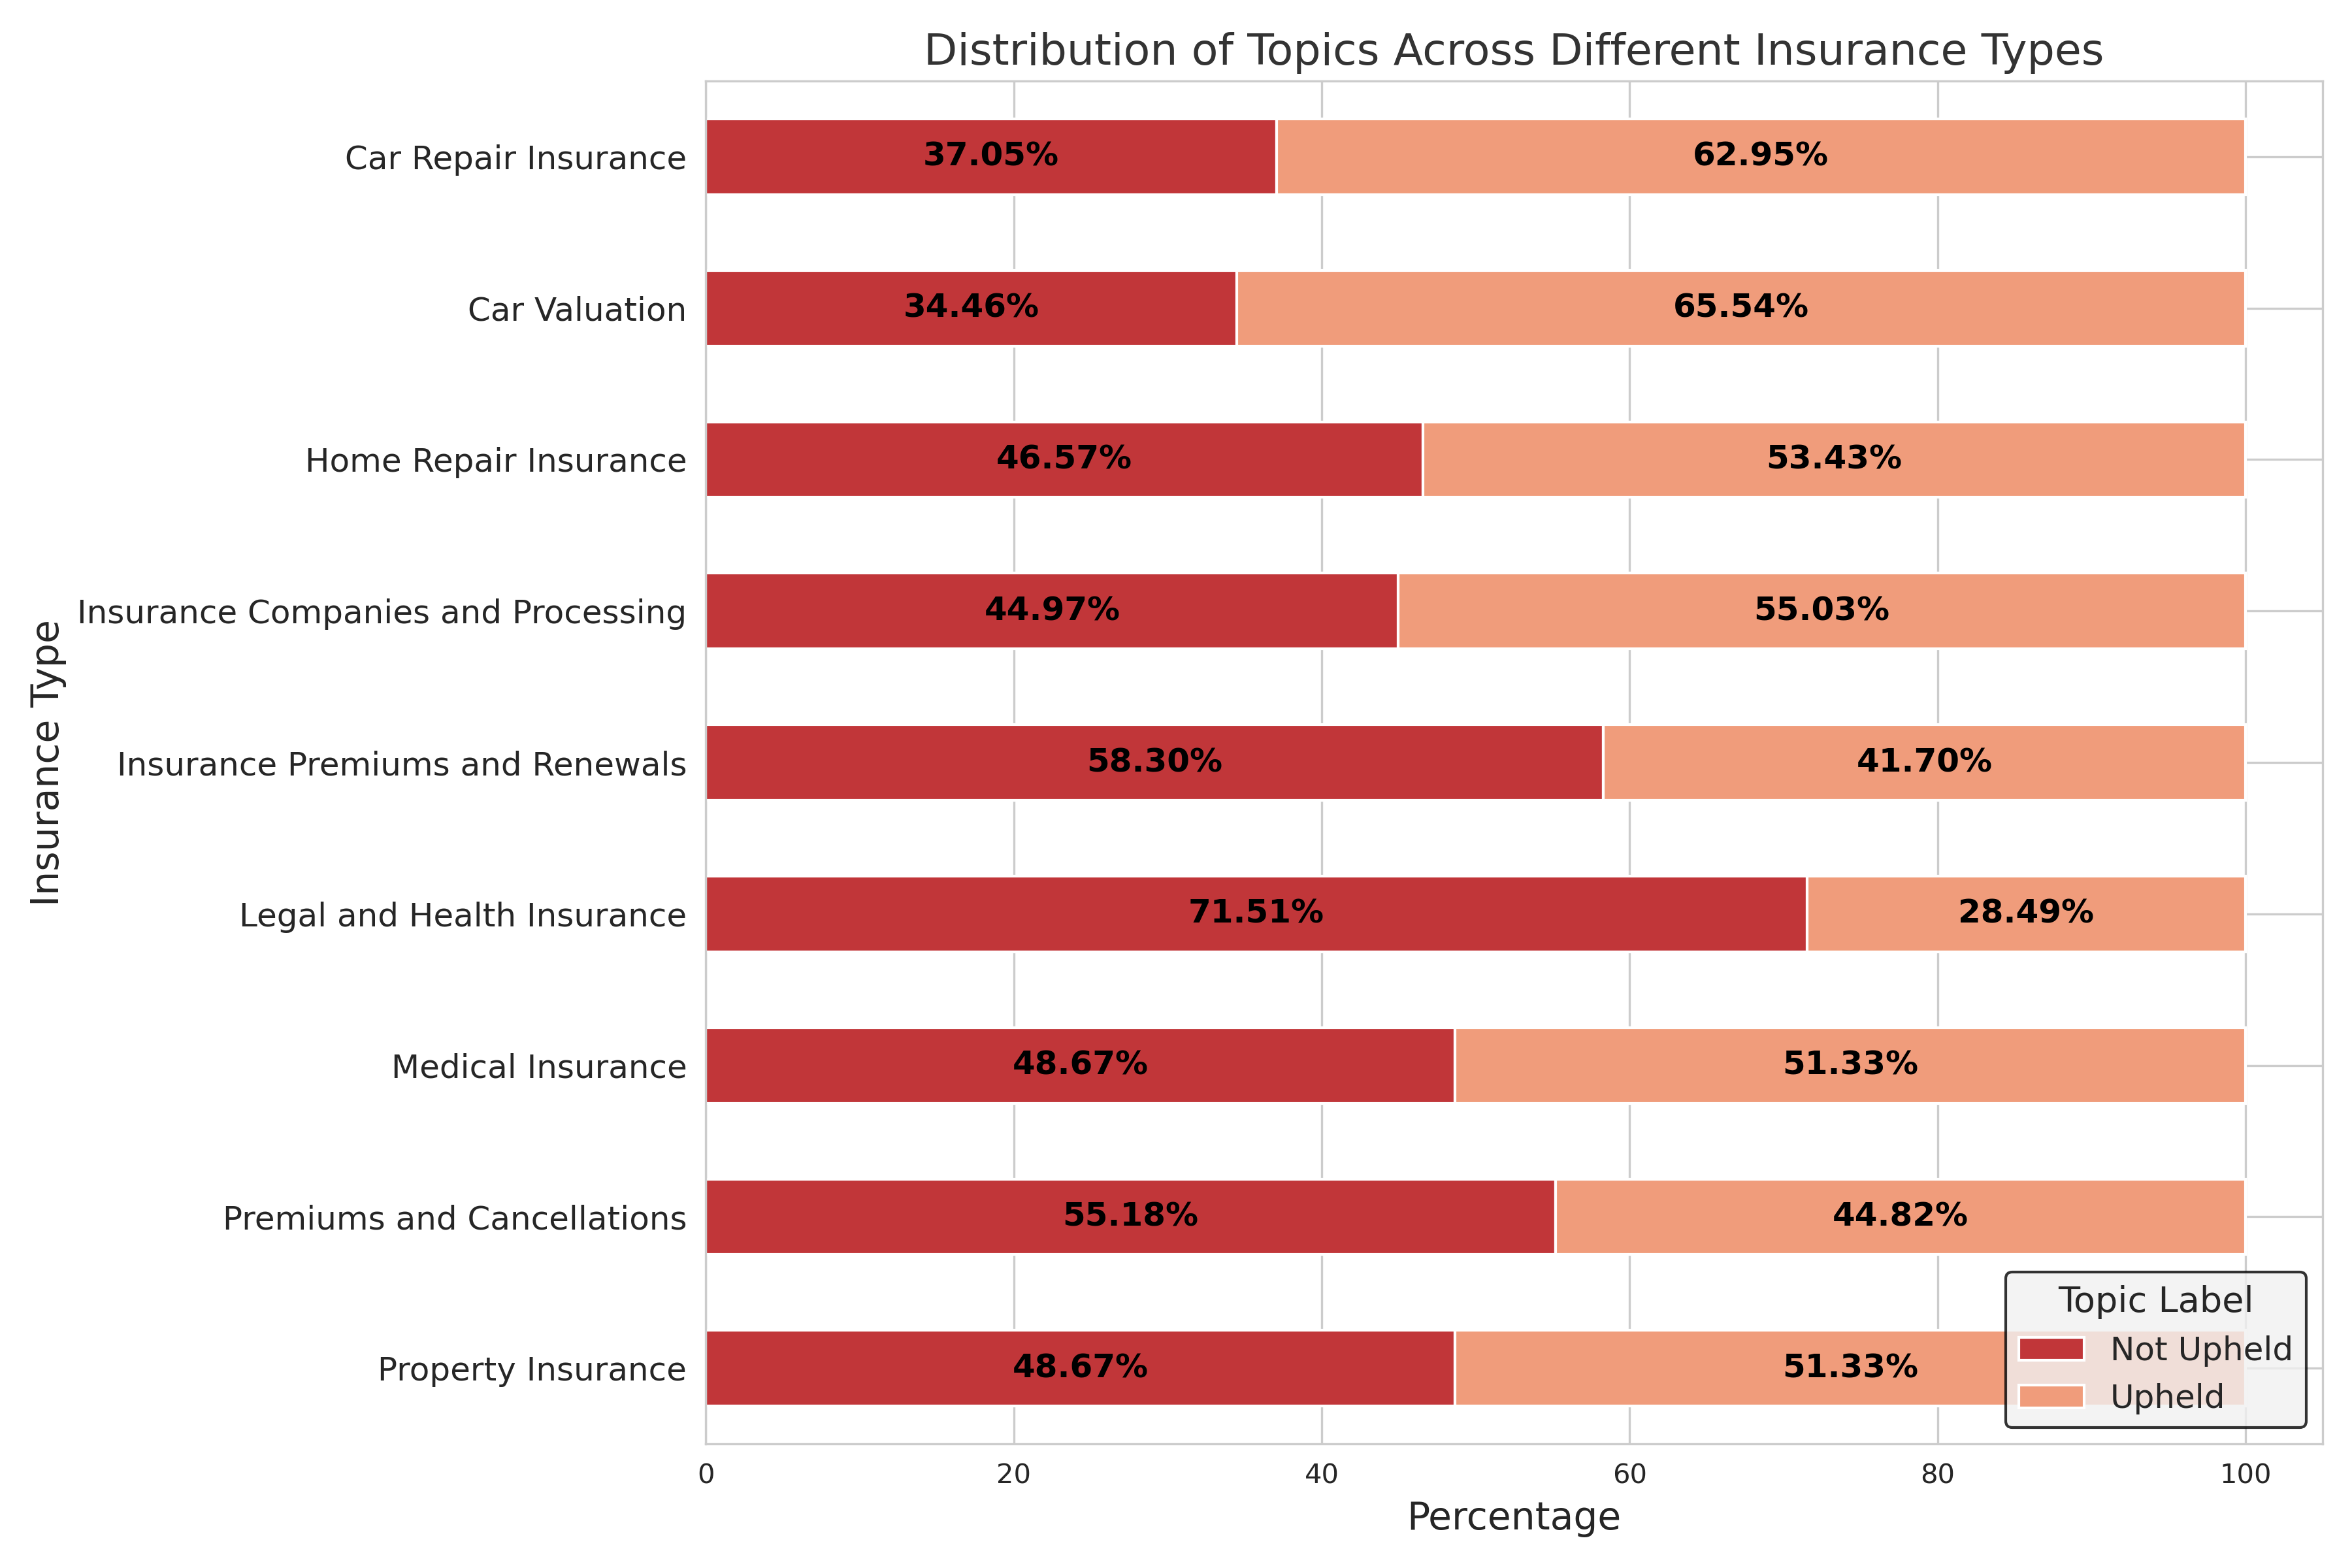 Distribution of Topics Across Different Insurance Types
Insurance Type
Car Repair Insurance
37.05%
62.95%
Car Valuation
34.46%
65.54%
Home Repair Insurance
46.57%
53.43%
Insurance Companies and Processing
44.97%
55.03%
Insurance Premiums and Renewals
58.30%
41.70%
Legal and Health Insurance
71.51%
28.49%
Medical Insurance
48.67%
51.33%
Premiums and Cancellations
55.18%
44.82%
Property Insurance
48.67%
51.33%
Topic Label
Not Upheld
Upheld
0
20
40
60
80
100
Percentage